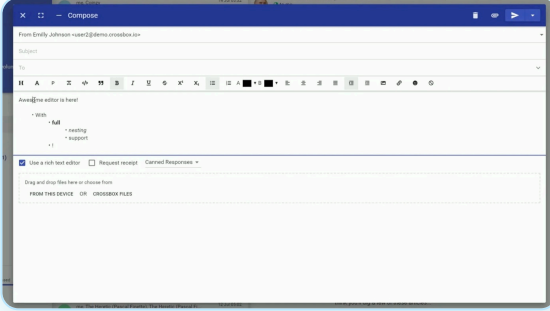 Compose
From Emilly Johnson <user2@demo.crossbox.io>
Subject
To
Awesome editor is here!
With
full
nesting
support
Use a rich text editor Request receipt Canned Responses
Drag and drop files here or choose from
FROM THIS DEVICE OR CROSSBOX FILES